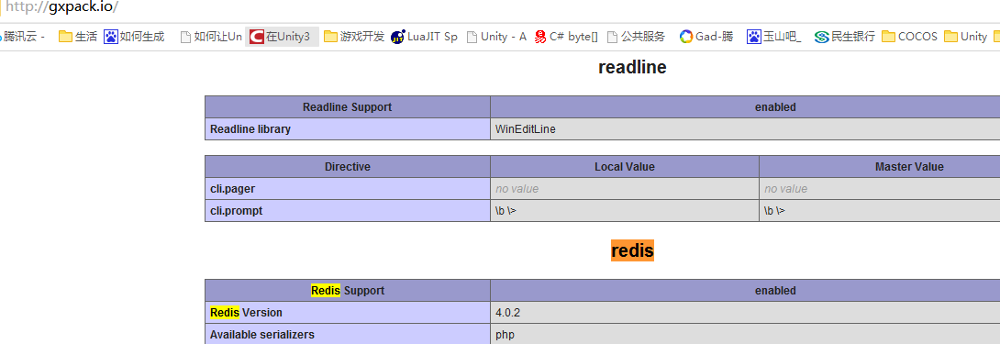 http://gxpack.io/
腾讯云 - 生活 如何生成 如何让Un 在Unity3 游戏开发 LuaJIT Sp Unity - A C# byte[] 公共服务 Gad-腾 玉山吧_ 民生银行 COCOS Unity
readline
Readline Support enabled
Readline library WinEditLine
Directive Local Value Master Value
cli.pager no value no value
cli.prompt \b \> \b \>
redis
Redis Support enabled
Redis Version 4.0.2
Available serializers php